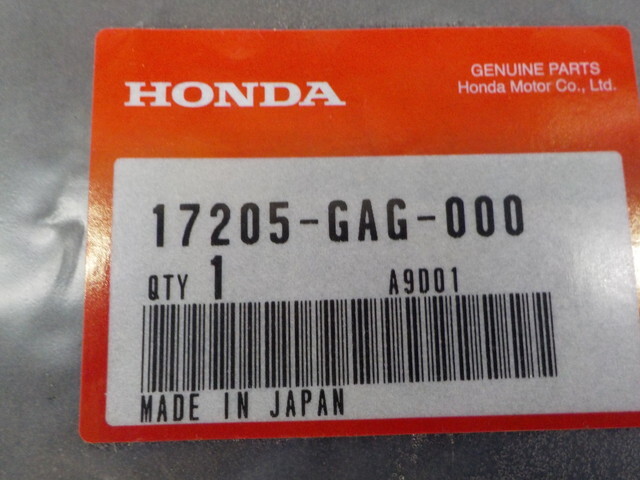 HONDA
GENUINE PARTS
Honda Motor Co., Ltd.
17205-GAG-000
QTY 1 A9D01
MADE IN JAPAN